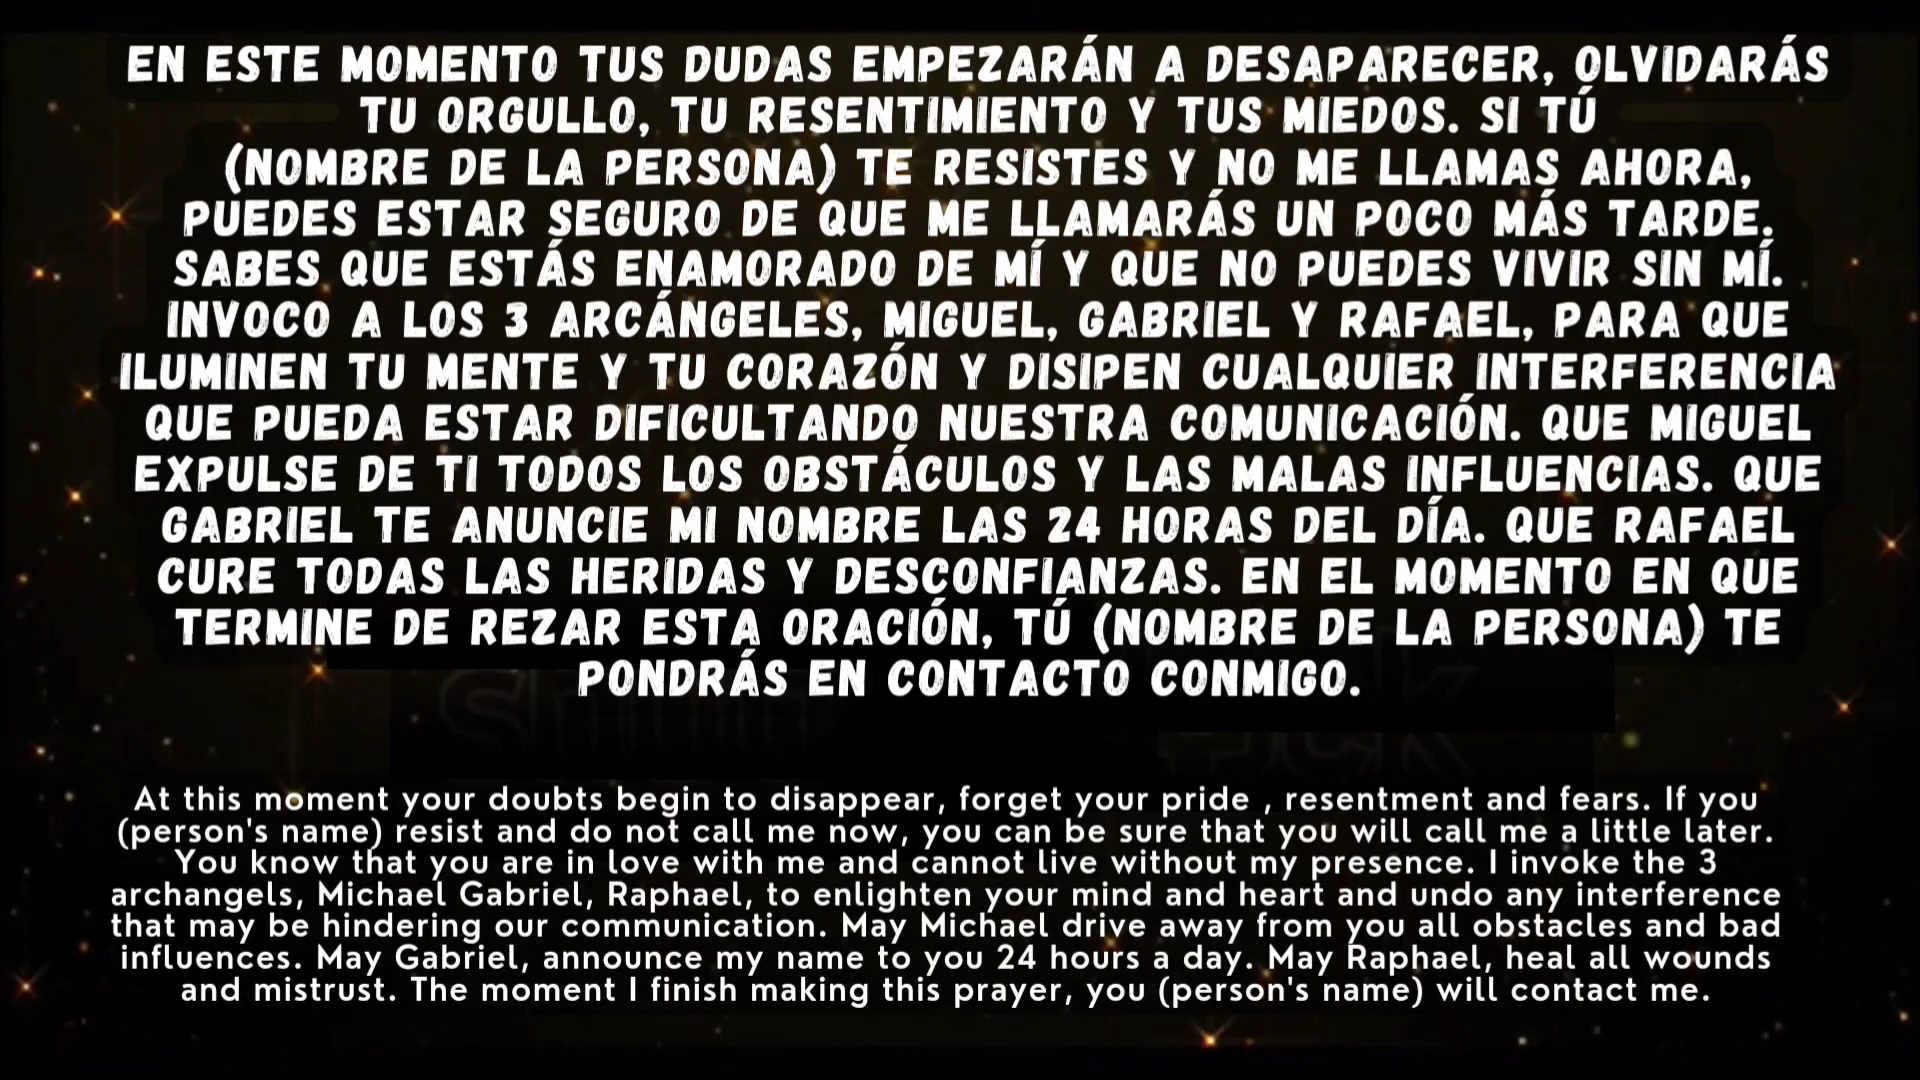 EN ESTE MOMENTO TUS DUDAS EMPEZARÁN A DESAPARECER, OLVIDARÁS
TU ORGULLO, TU RESENTIMIENTO Y TUS MIEDOS. SI TÚ
(NOMBRE DE LA PERSONA) TE RESISTES Y NO ME LLAMAS AHORA,
PUEDES ESTAR SEGURO DE QUE ME LLAMARÁS UN POCO MÁS TARDE.
SABES QUE ESTÁS ENAMORADO DE MÍ Y QUE NO PUEDES VIVIR SIN MÍ.
INVOCO A LOS 3 ARCÁNGELES, MIGUEL, GABRIEL Y RAFAEL, PARA QUE
ILUMINEN TU MENTE Y TU CORAZÓN Y DISIPEN CUALQUIER INTERFERENCIA
QUE PUEDA ESTAR DIFICULTANDO NUESTRA COMUNICACIÓN. QUE MIGUEL
EXPULSE DE TI TODOS LOS OBSTÁCULOS Y LAS MALAS INFLUENCIAS. QUE
GABRIEL TE ANUNCIE MI NOMBRE LAS 24 HORAS DEL DÍA. QUE RAFAEL
CURE TODAS LAS HERIDAS Y DESCONFIANZAS. EN EL MOMENTO EN QUE
TERMINE DE REZAR ESTA ORACIÓN, TÚ (NOMBRE DE LA PERSONA) TE
PONDRÁS EN CONTACTO CONMIGO.
At this moment your doubts begin to disappear, forget your pride , resentment and fears. If you
(person's name) resist and do not call me now, you can be sure that you will call me a little later.
You know that you are in love with me and cannot live without my presence. I invoke the 3
archangels, Michael Gabriel, Raphael, to enlighten your mind and heart and undo any interference
that may be hindering our communication. May Michael drive away from you all obstacles and bad
influences. May Gabriel, announce my name to you 24 hours a day. May Raphael, heal all wounds
and mistrust. The moment I finish making this prayer, you (person's name) will contact me.